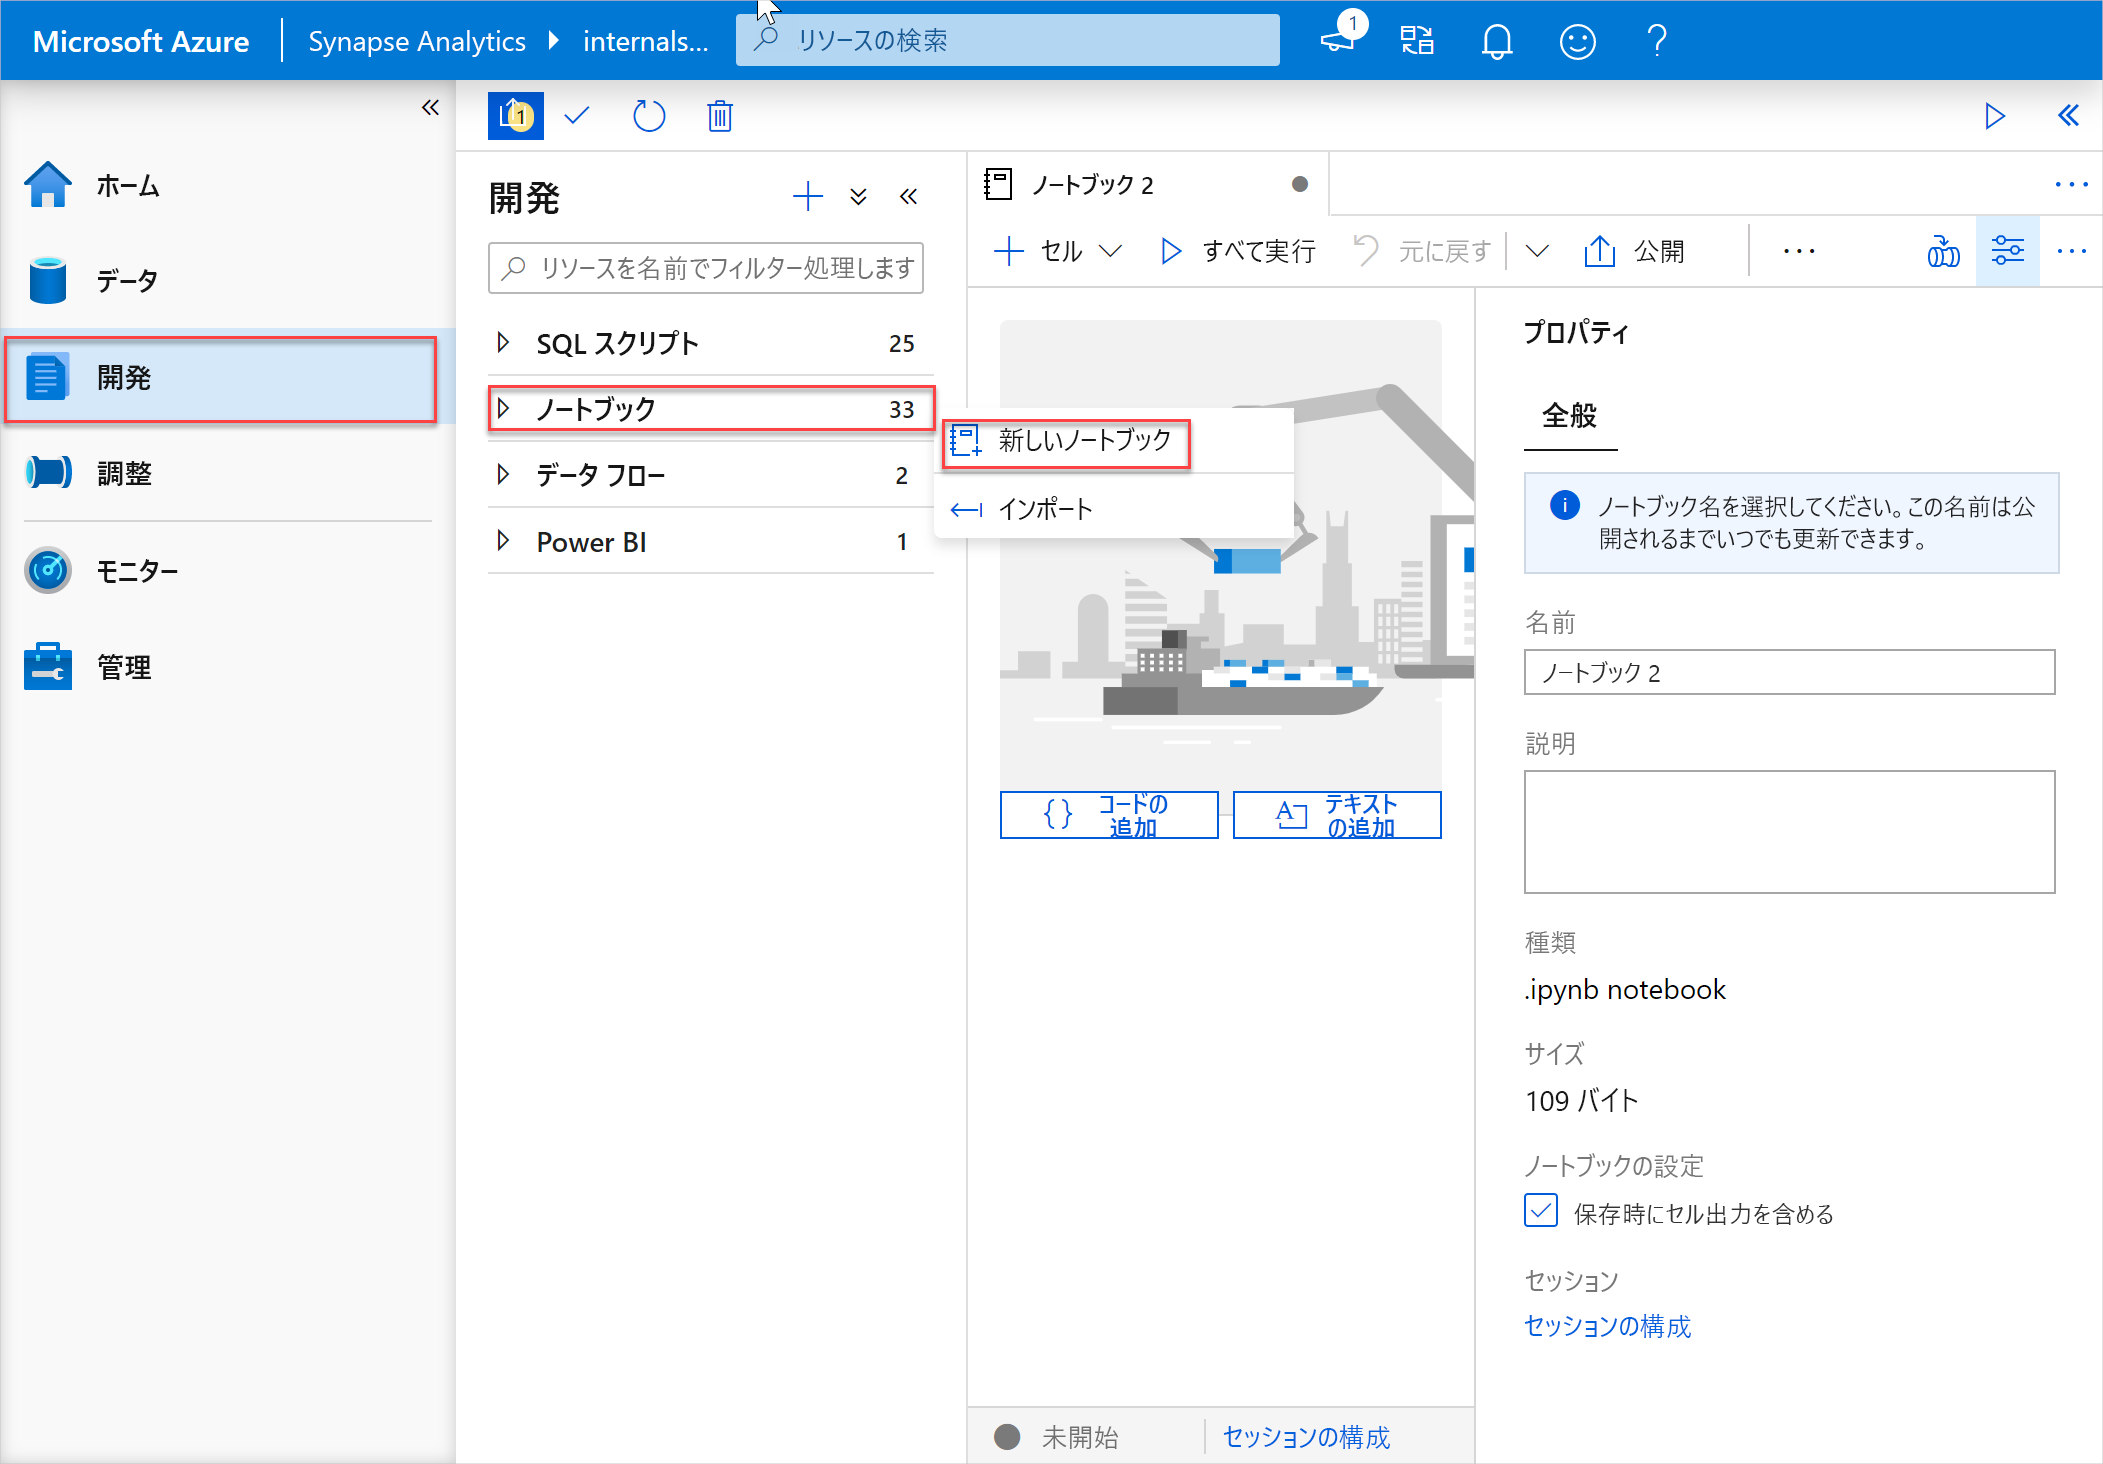 Microsoft Azure
Synapse Analytics
internals...
リソースの検索
1
?
1
ホーム
データ
開発
調整
モニター
管理
開発
リソースを名前でフィルター処理します
SQL スクリプト 25
ノートブック 33
データ フロー 2
Power BI 1
新しいノートブック
インポート
ノートブック 2
セル
すべて実行
元に戻す
公開
...
{} コードの
追加
A テキスト
の追加
未開始
セッションの構成
プロパティ
全般
ノートブック名を選択してください。この名前は公
開されるまでいつでも更新できます。
名前
ノートブック 2
説明
種類
.ipynb notebook
サイズ
109 バイト
ノートブックの設定
保存時にセル出力を含める
セッション
セッションの構成